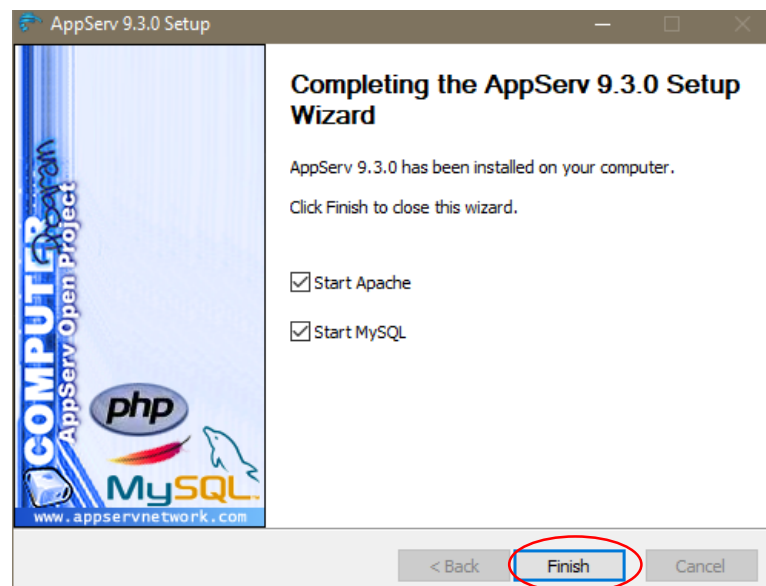 AppServ 9.3.0 Setup
Completing the AppServ 9.3.0 Setup
Wizard
AppServ 9.3.0 has been installed on your computer.
Click Finish to close this wizard.
Start Apache
Start MySQL
COMPUTER
Program
AppServ Open Project
php
MySQL
www.appservnetwork.com
< Back
Finish
Cancel